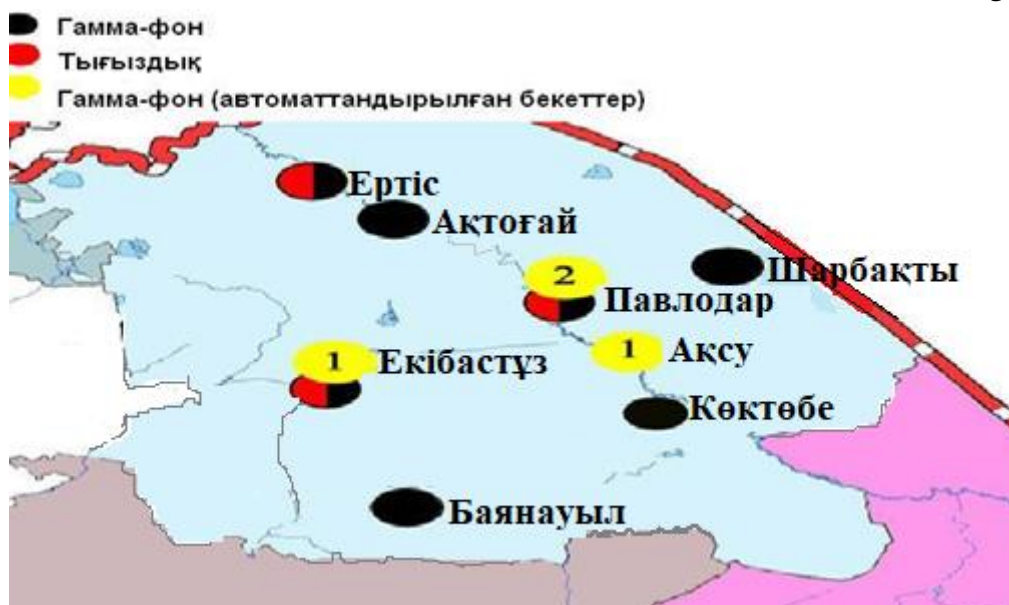 Гамма-фон
Тығыздық
Гамма-фон (автоматтандырылған бекеттер)
Ертіс
Ақтоғай
Шарбақты
2
Павлодар
1
Екібастұз
1
Ақсу
Көктөбе
Баянауыл